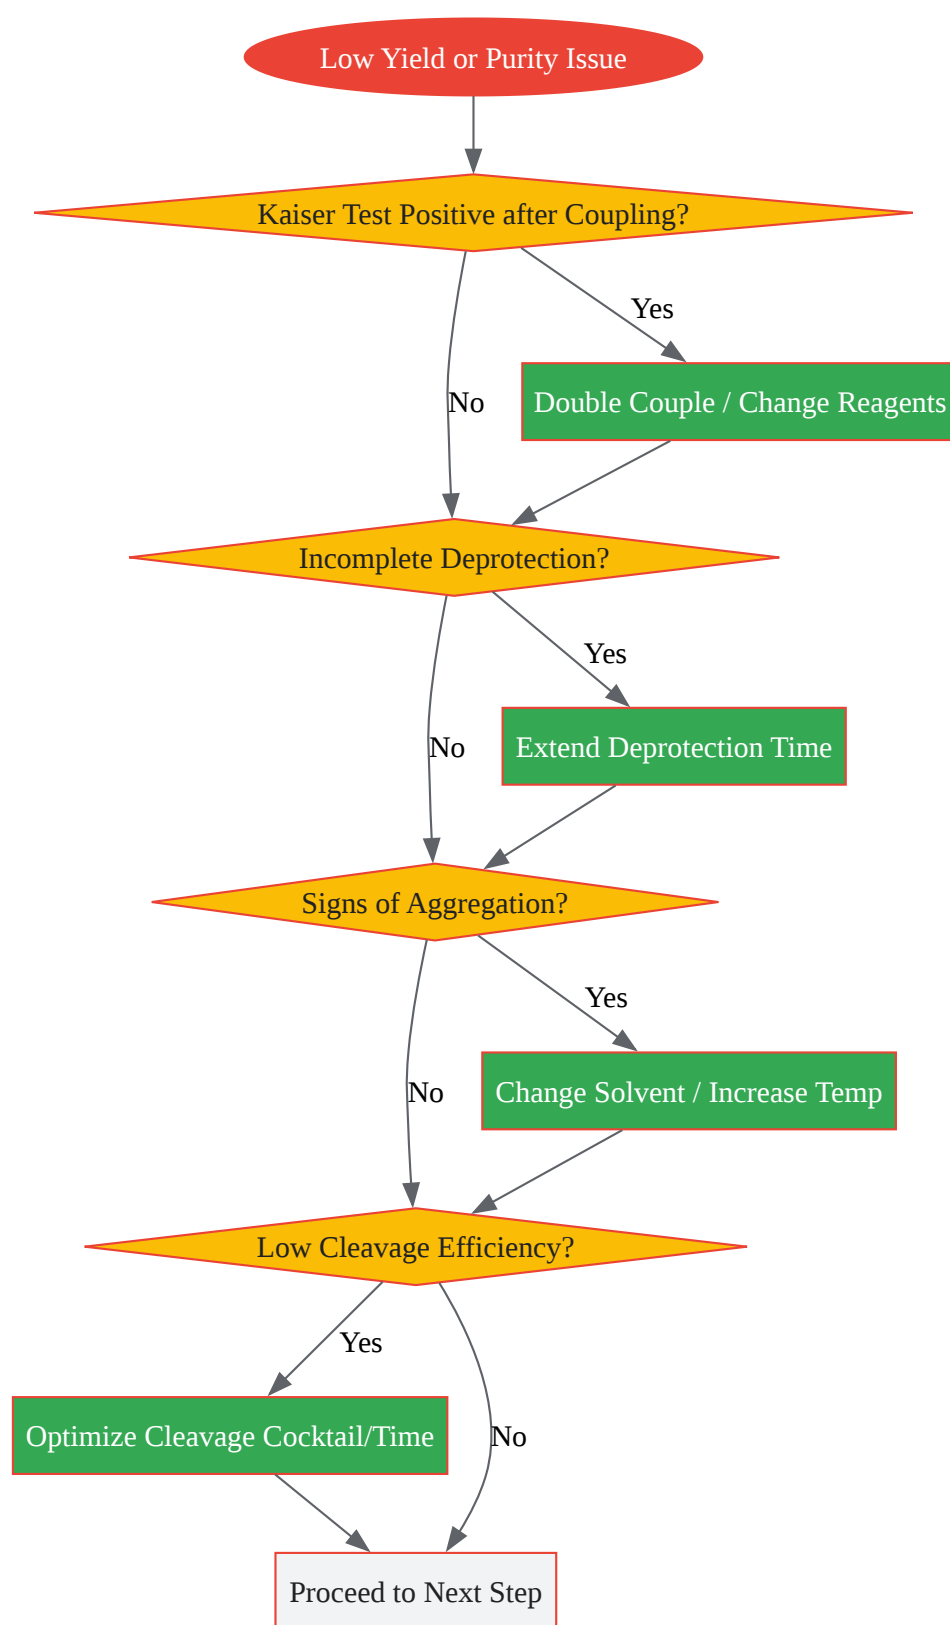 Low Yield or Purity Issue
Kaiser Test Positive after Coupling?
Yes
No
Double Couple / Change Reagents
Incomplete Deprotection?
Yes
No
Extend Deprotection Time
Signs of Aggregation?
Yes
No
Change Solvent / Increase Temp
Low Cleavage Efficiency?
Yes
Optimize Cleavage Cocktail/Time
No
Proceed to Next Step